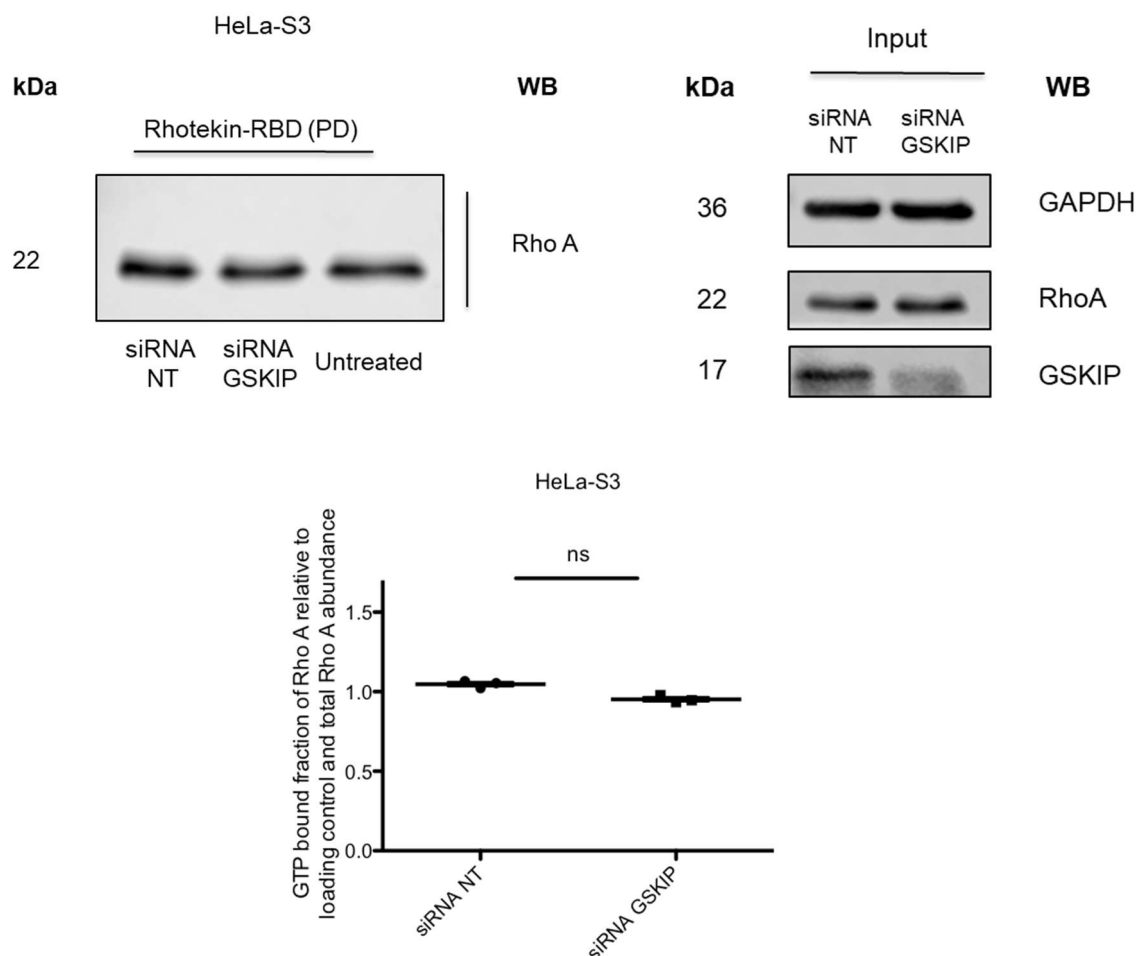 HeLa-S3
kDa
WB
Rhotekin-RBD (PD)
22
Rho A
siRNA
NT
siRNA
GSKIP
Untreated
Input
kDa
WB
siRNA
NT
siRNA
GSKIP
36
GAPDH
22
RhoA
17
GSKIP
HeLa-S3
ns
GTP bound fraction of Rho A relative to
loading control and total Rho A abundance
1.5
1.0
0.5
0.0
siRNA NT
siRNA GSKIP